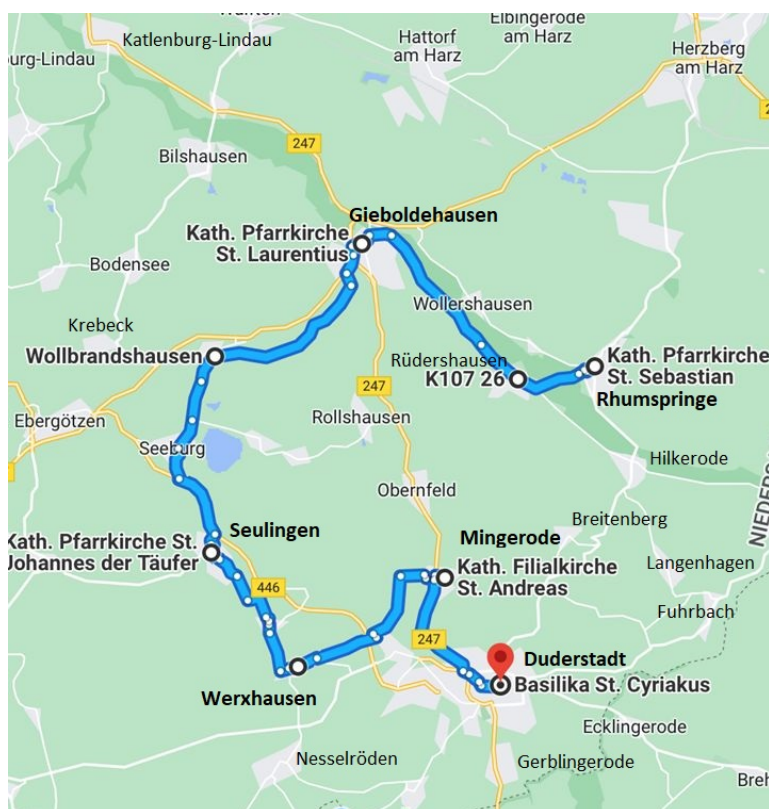 Katlenburg-Lindau
Elbingerode
am Harz
Hattorf
am Harz
Herzberg
am Harz
burg-Lindau
247
Bilshausen
Gieboldehausen
Kath. Pfarrkirche
St. Laurentius
Bodensee
Wollershausen
Krebeck
Wollbrandshausen
Rüdershausen
K107 26
Kath. Pfarrkirche
St. Sebastian
Rhumspringe
247
Ebergötzen
Rollshausen
Seeburg
Hilkerode
Obernfeld
Seulingen
Kath. Pfarrkirche St.
Johannes der Täufer
Breitenberg
Mingerode
Kath. Filialkirche
St. Andreas
Langenhagen
NIEDERS
446
Fuhrbach
247
Duderstadt
Basilika St. Cyriakus
Werxhausen
Ecklingerode
Nesselröden
Gerblingerode
Breh